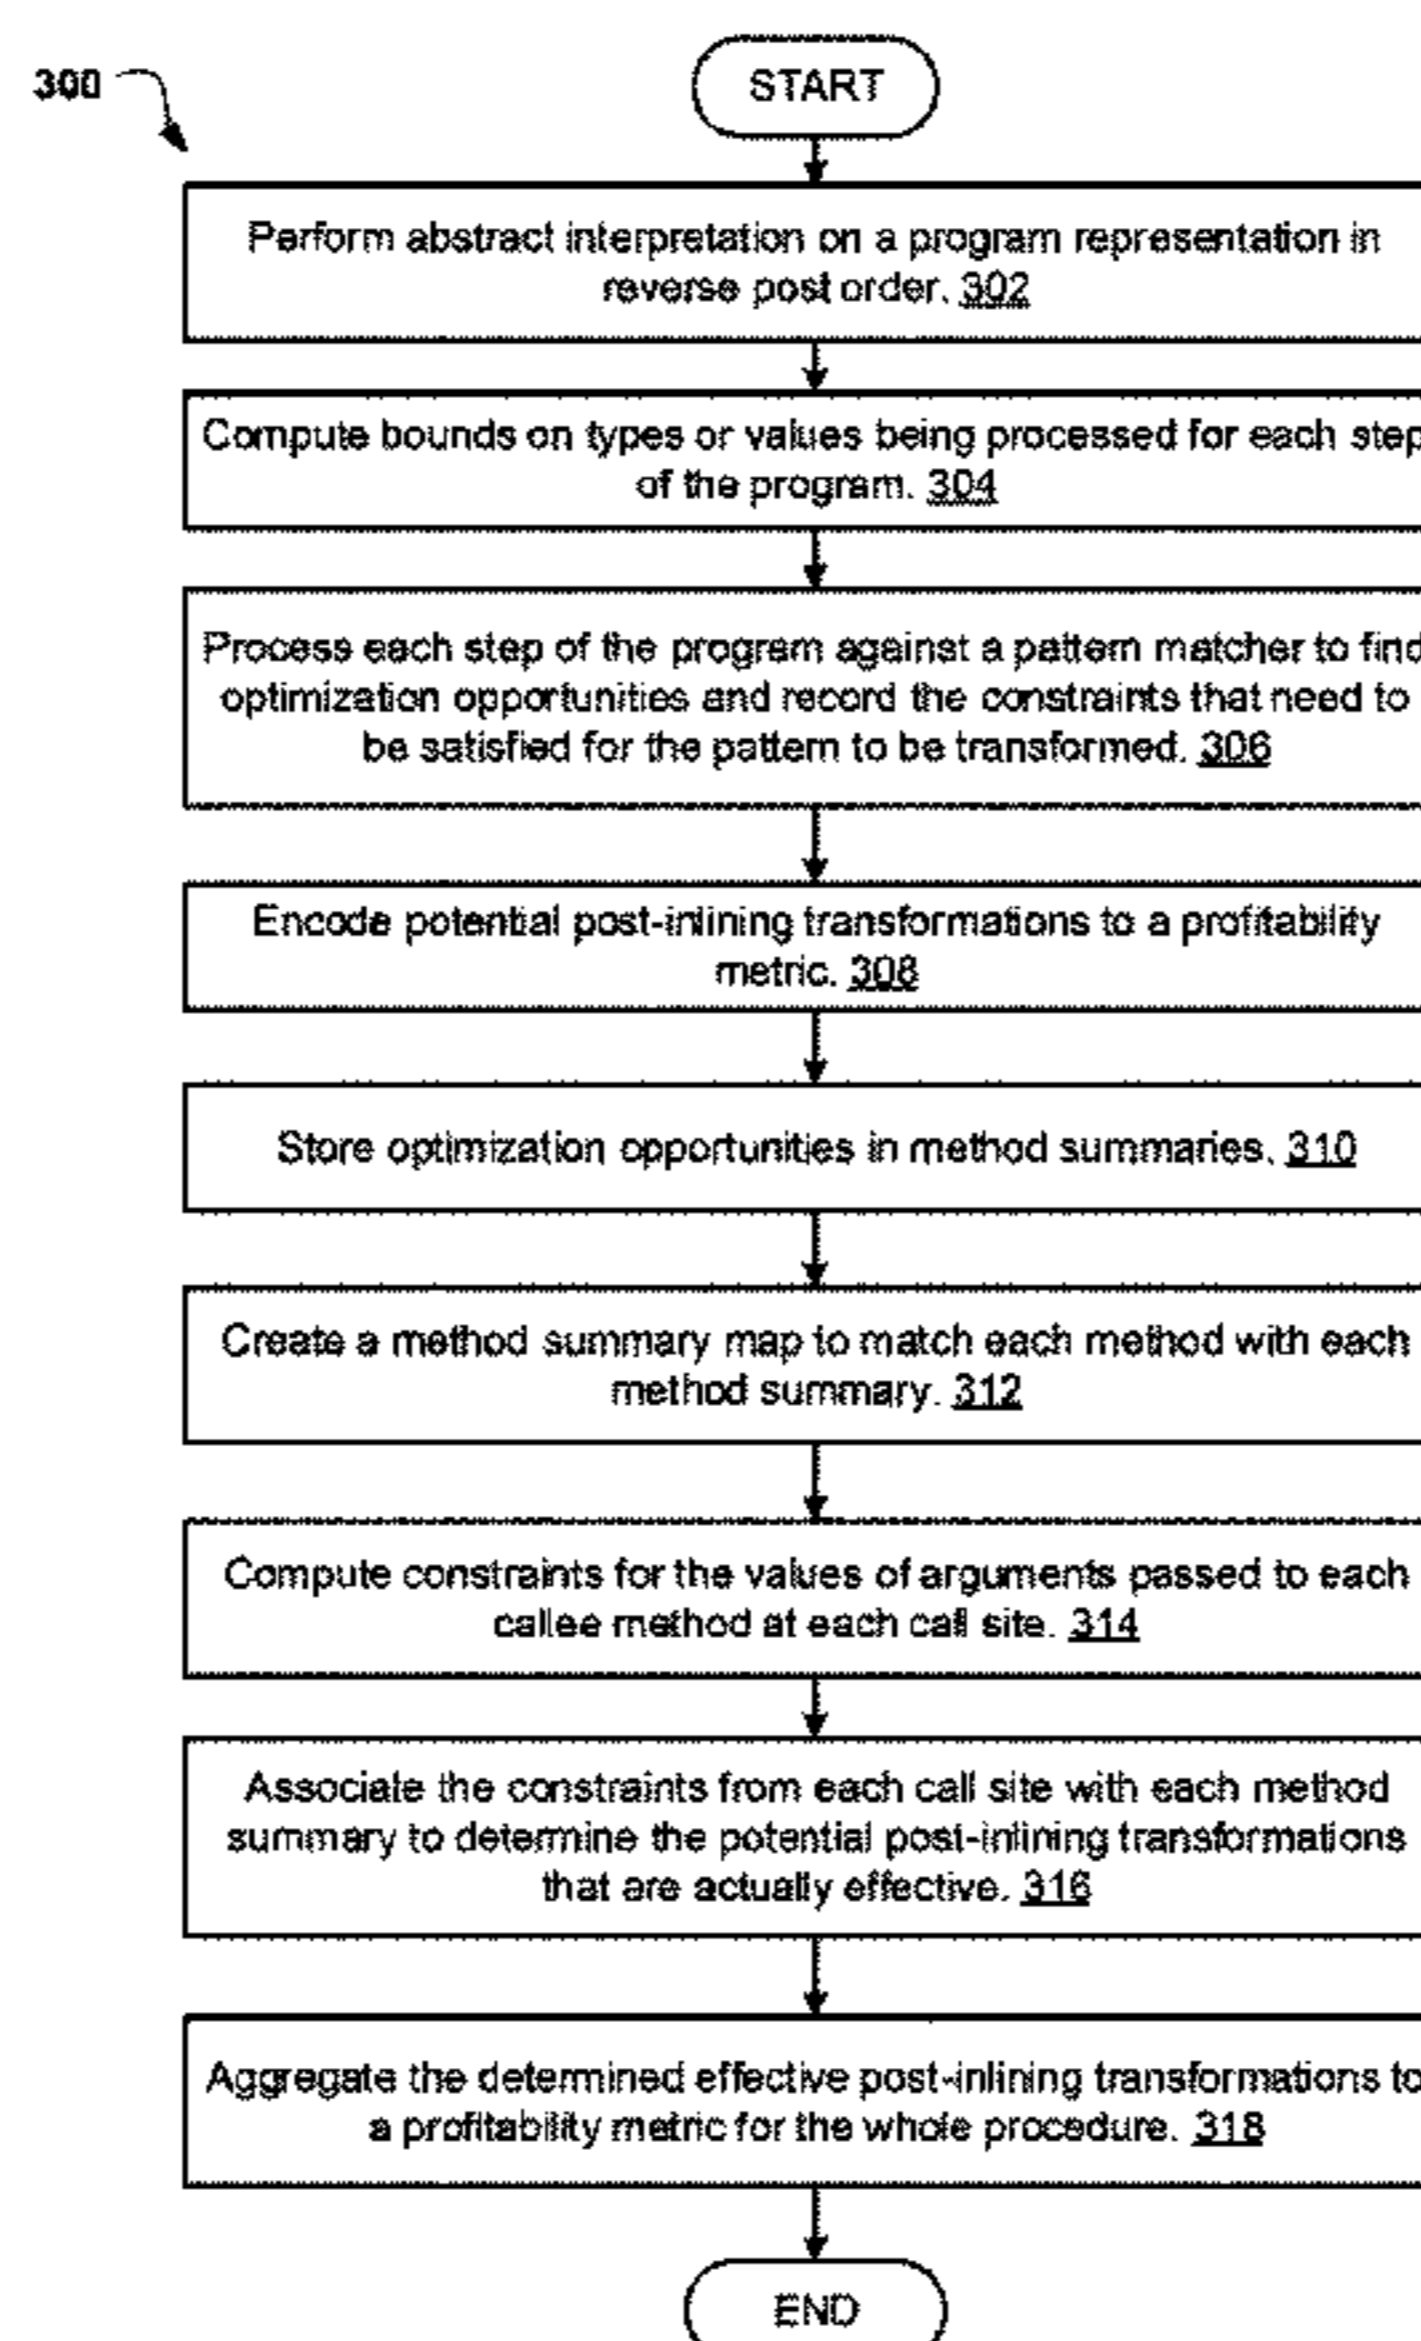 300
START
Perform abstract interpretation on a program representation in
reverse post order. 302
Compute bounds on types or values being processed for each step
of the program. 304
Process each step of the program against a pattern matcher to find
optimization opportunities and record the constraints that need to
be satisfied for the pattern to be transformed. 306
Encode potential post-inlining transformations to a profitability
metric. 308
Store optimization opportunities in method summaries. 310
Create a method summary map to match each method with each
method summary. 312
Compute constraints for the values of arguments passed to each
callee method at each call site. 314
Associate the constraints from each call site with each method
summary to determine the potential post-inlining transformations
that are actually effective. 316
Aggregate the determined effective post-inlining transformations to
a profitability metric for the whole procedure. 318
END